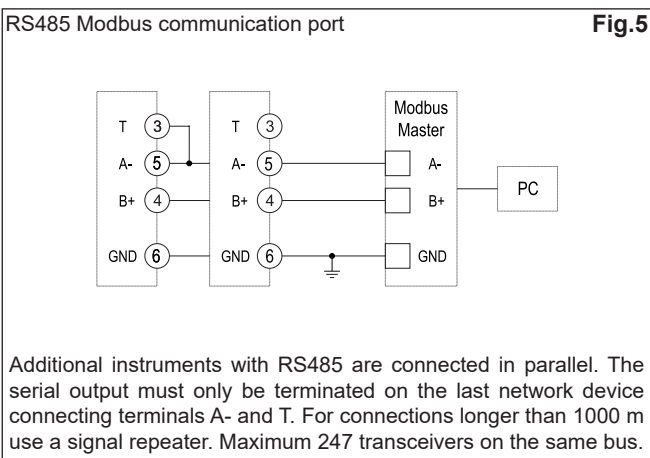 RS485 Modbus communication port Fig.5
Modbus
Master
T 3 T 3
A- 5 A- 5 A-
B+ 4 B+ 4 B+
PC
GND 6 GND 6 GND
Additional instruments with RS485 are connected in parallel. The
serial output must only be terminated on the last network device
connecting terminals A- and T. For connections longer than 1000 m
use a signal repeater. Maximum 247 transceivers on the same bus.